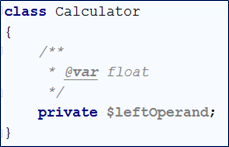 class Calculator
{
    /**
     * @var float
     */
    private $leftOperand;
}